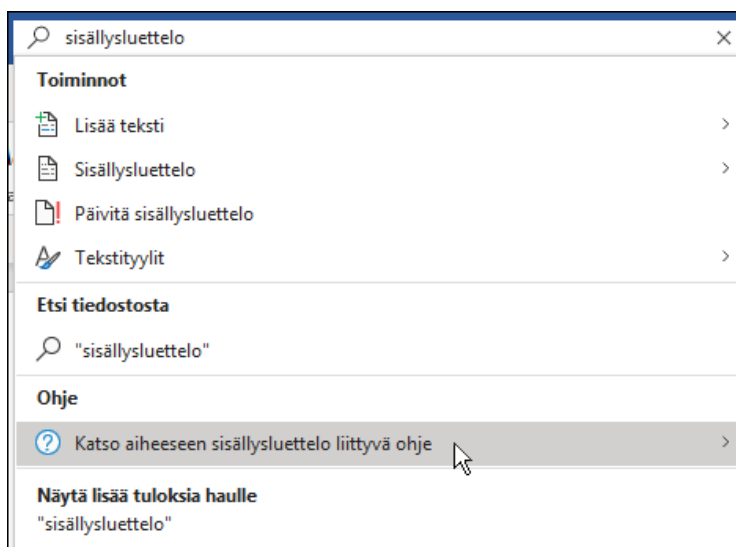 sisällysluettelo
Toiminnot
Lisää teksti
Sisällysluettelo
Päivitä sisällysluettelo
Tekstityylit
Etsi tiedostosta
"sisällysluettelo"
Ohje
Katso aiheeseen sisällysluettelo liittyvä ohje
Näytä lisää tuloksia haulle
"sisällysluettelo"